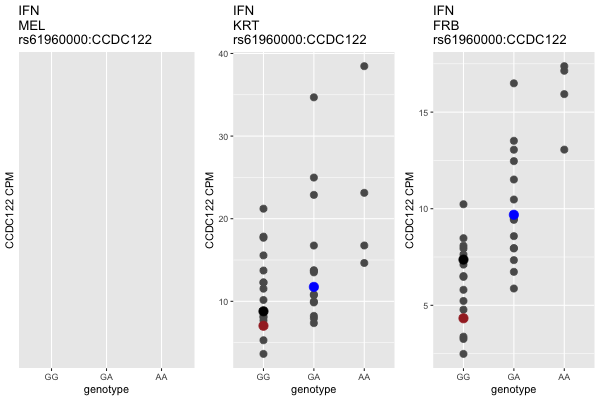 IFN
MEL
rs61960000:CCDC122
CCDC122 CPM
GG GA AA
genotype
IFN
KRT
rs61960000:CCDC122
CCDC122 CPM
40
30
20
10
GG GA AA
genotype
IFN
FRB
rs61960000:CCDC122
CCDC122 CPM
15
10
5
GG GA AA
genotype